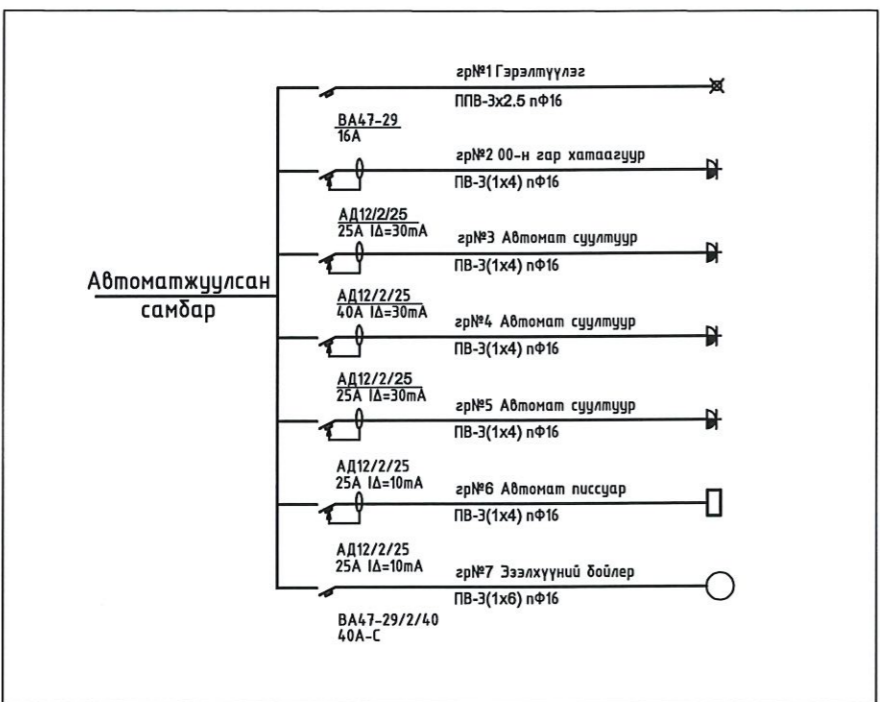 гр№1 Гэрэлтүүлэг
ППВ-3х2.5 пФ16
ВА47-29
16А
гр№2 00-н гар хатаагуур
ПВ-3(1х4) пФ16
АД12/2/25
25А IΔ=30mA
гр№3 Автомат суултуур
ПВ-3(1х4) пФ16
Автоматжуулсан
самбар
АД12/2/25
40А IΔ=30mA
гр№4 Автомат суултуур
ПВ-3(1х4) пФ16
АД12/2/25
25А IΔ=30mA
гр№5 Автомат суултуур
ПВ-3(1х4) пФ16
АД12/2/25
25А IΔ=10mA
гр№6 Автомат писсуар
ПВ-3(1х4) пФ16
АД12/2/25
25А IΔ=10mA
гр№7 Зээлхүүний бойлер
ПВ-3(1х6) пФ16
ВА47-29/2/40
40А-С